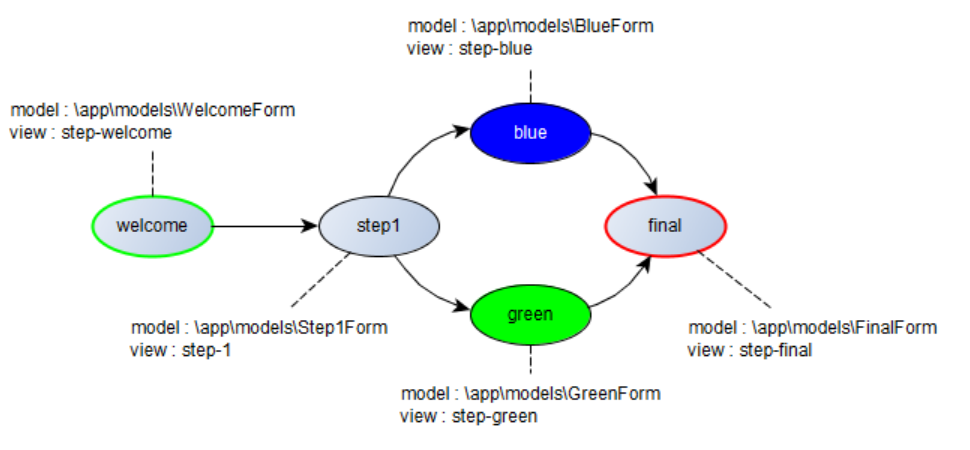 model : \app\models\BlueForm
view : step-blue
model : \app\models\WelcomeForm
view : step-welcome
blue
welcome
step1
final
green
model : \app\models\Step1Form
view : step-1
model : \app\models\FinalForm
view : step-final
model : \app\models\GreenForm
view : step-green